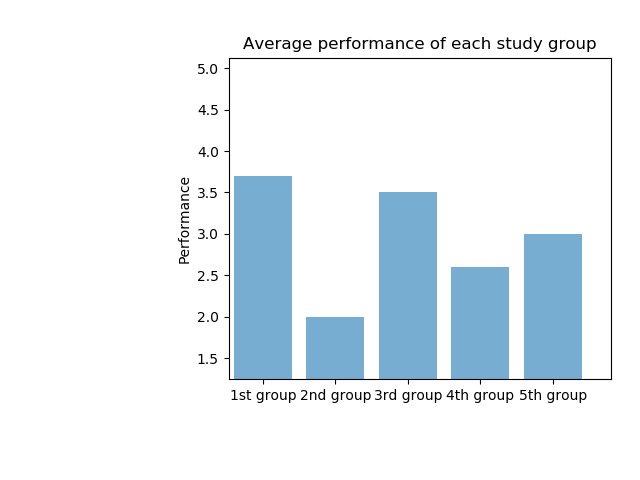 Average performance of each study group
5.0
4.5
4.0
3.5
3.0
2.5
2.0
1.5
Performance
1st group 2nd group 3rd group 4th group 5th group